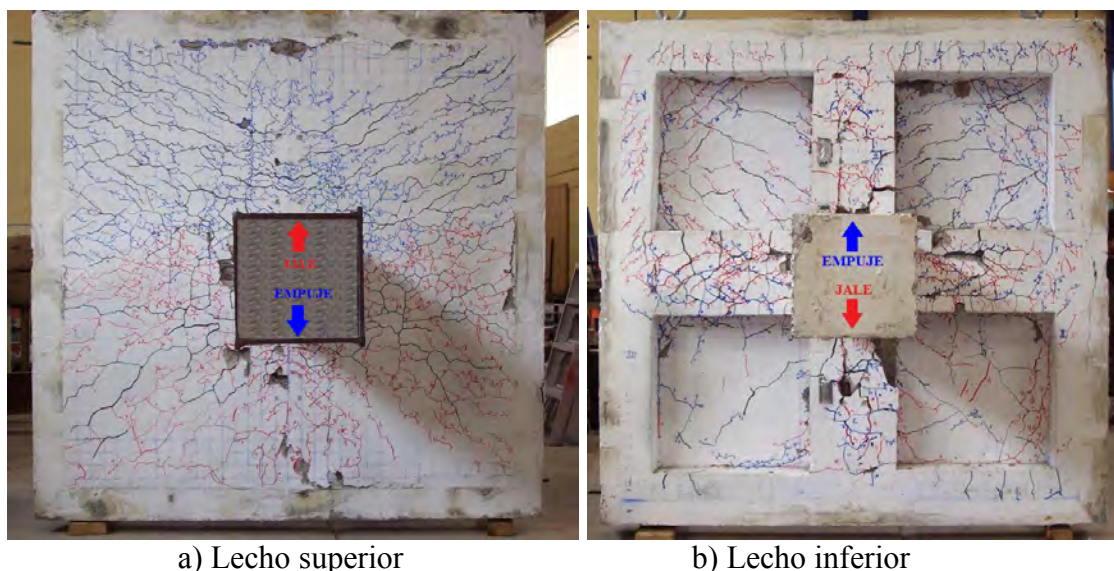 JALE
EMPUJE
EMPUJE
JALE
a) Lecho superior
b) Lecho inferior